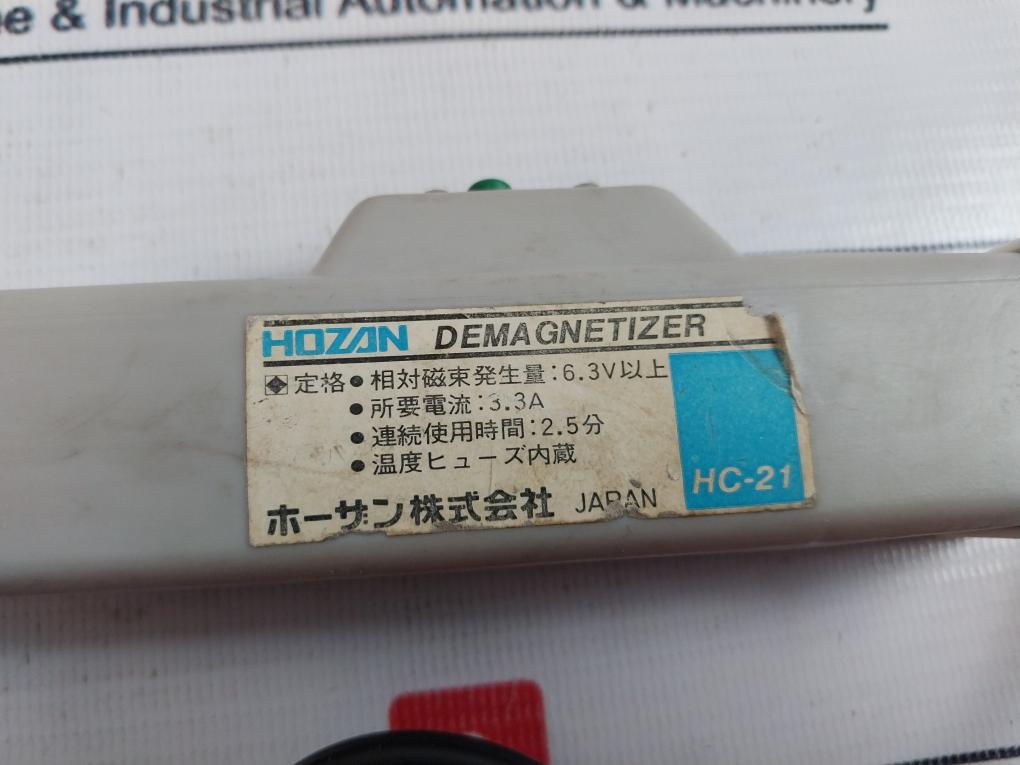 & Industrial Automation & Machinery
HOZAN DEMAGNETIZER
定格 ● 相対磁束発生量:6.3V以上
● 所要電流:3.3A
● 連続使用時間:2.5分
● 温度ヒューズ内蔵
ホーザン株式会社 JAPAN
HC-21